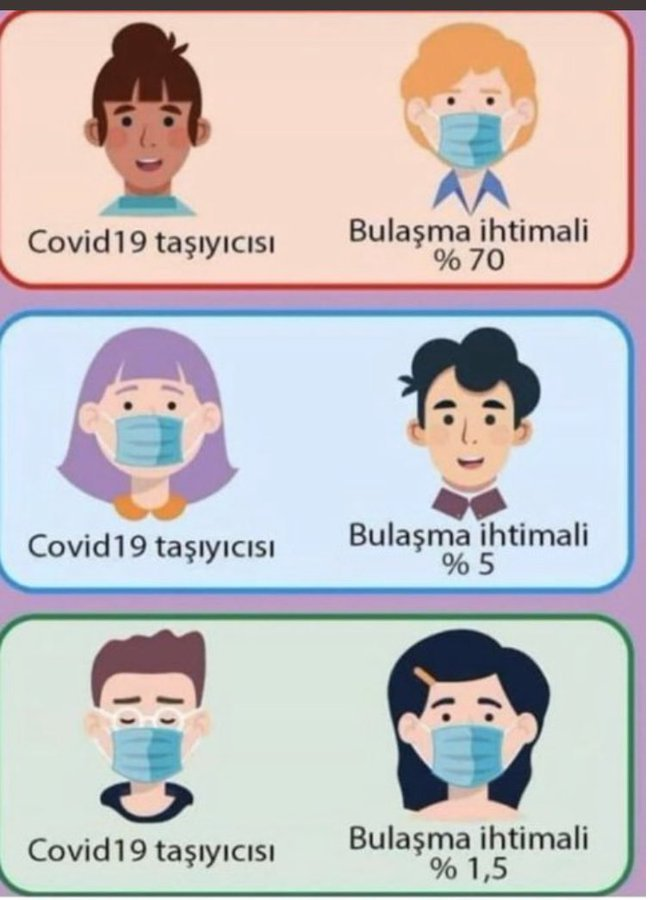 Covid19 taşıyıcısı
Bulaşma ihtimali
% 70
Covid19 taşıyıcısı
Bulaşma ihtimali
% 5
Covid19 taşıyıcısı
Bulaşma ihtimali
% 1,5